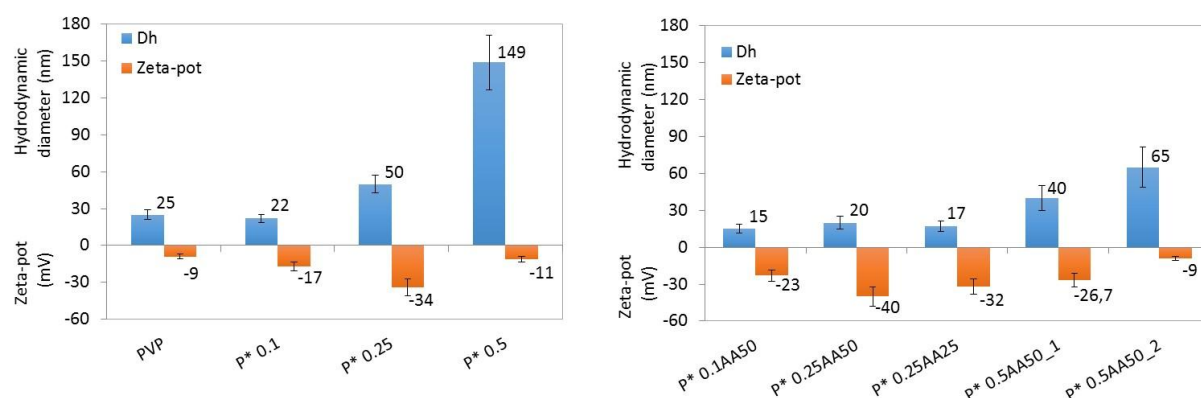 180
150
120
90
60
30
0
-30
-60
Hydrodynamic
diameter (nm)
Zeta-pot
(mV)
Dh
Zeta-pot
25
22
50
149
-9
-17
-34
-11
PVP
P* 0.1
P* 0.25
P* 0.5
180
150
120
90
60
30
0
-30
-60
Hydrodynamic
diameter (nm)
Zeta-pot
(mV)
Dh
Zeta-pot
15
20
17
40
65
-23
-40
-32
-26,7
-9
P* 0.1AA50
P* 0.25AA50
P* 0.25AA25
P* 0.5AA50_1
P* 0.5AA50_2